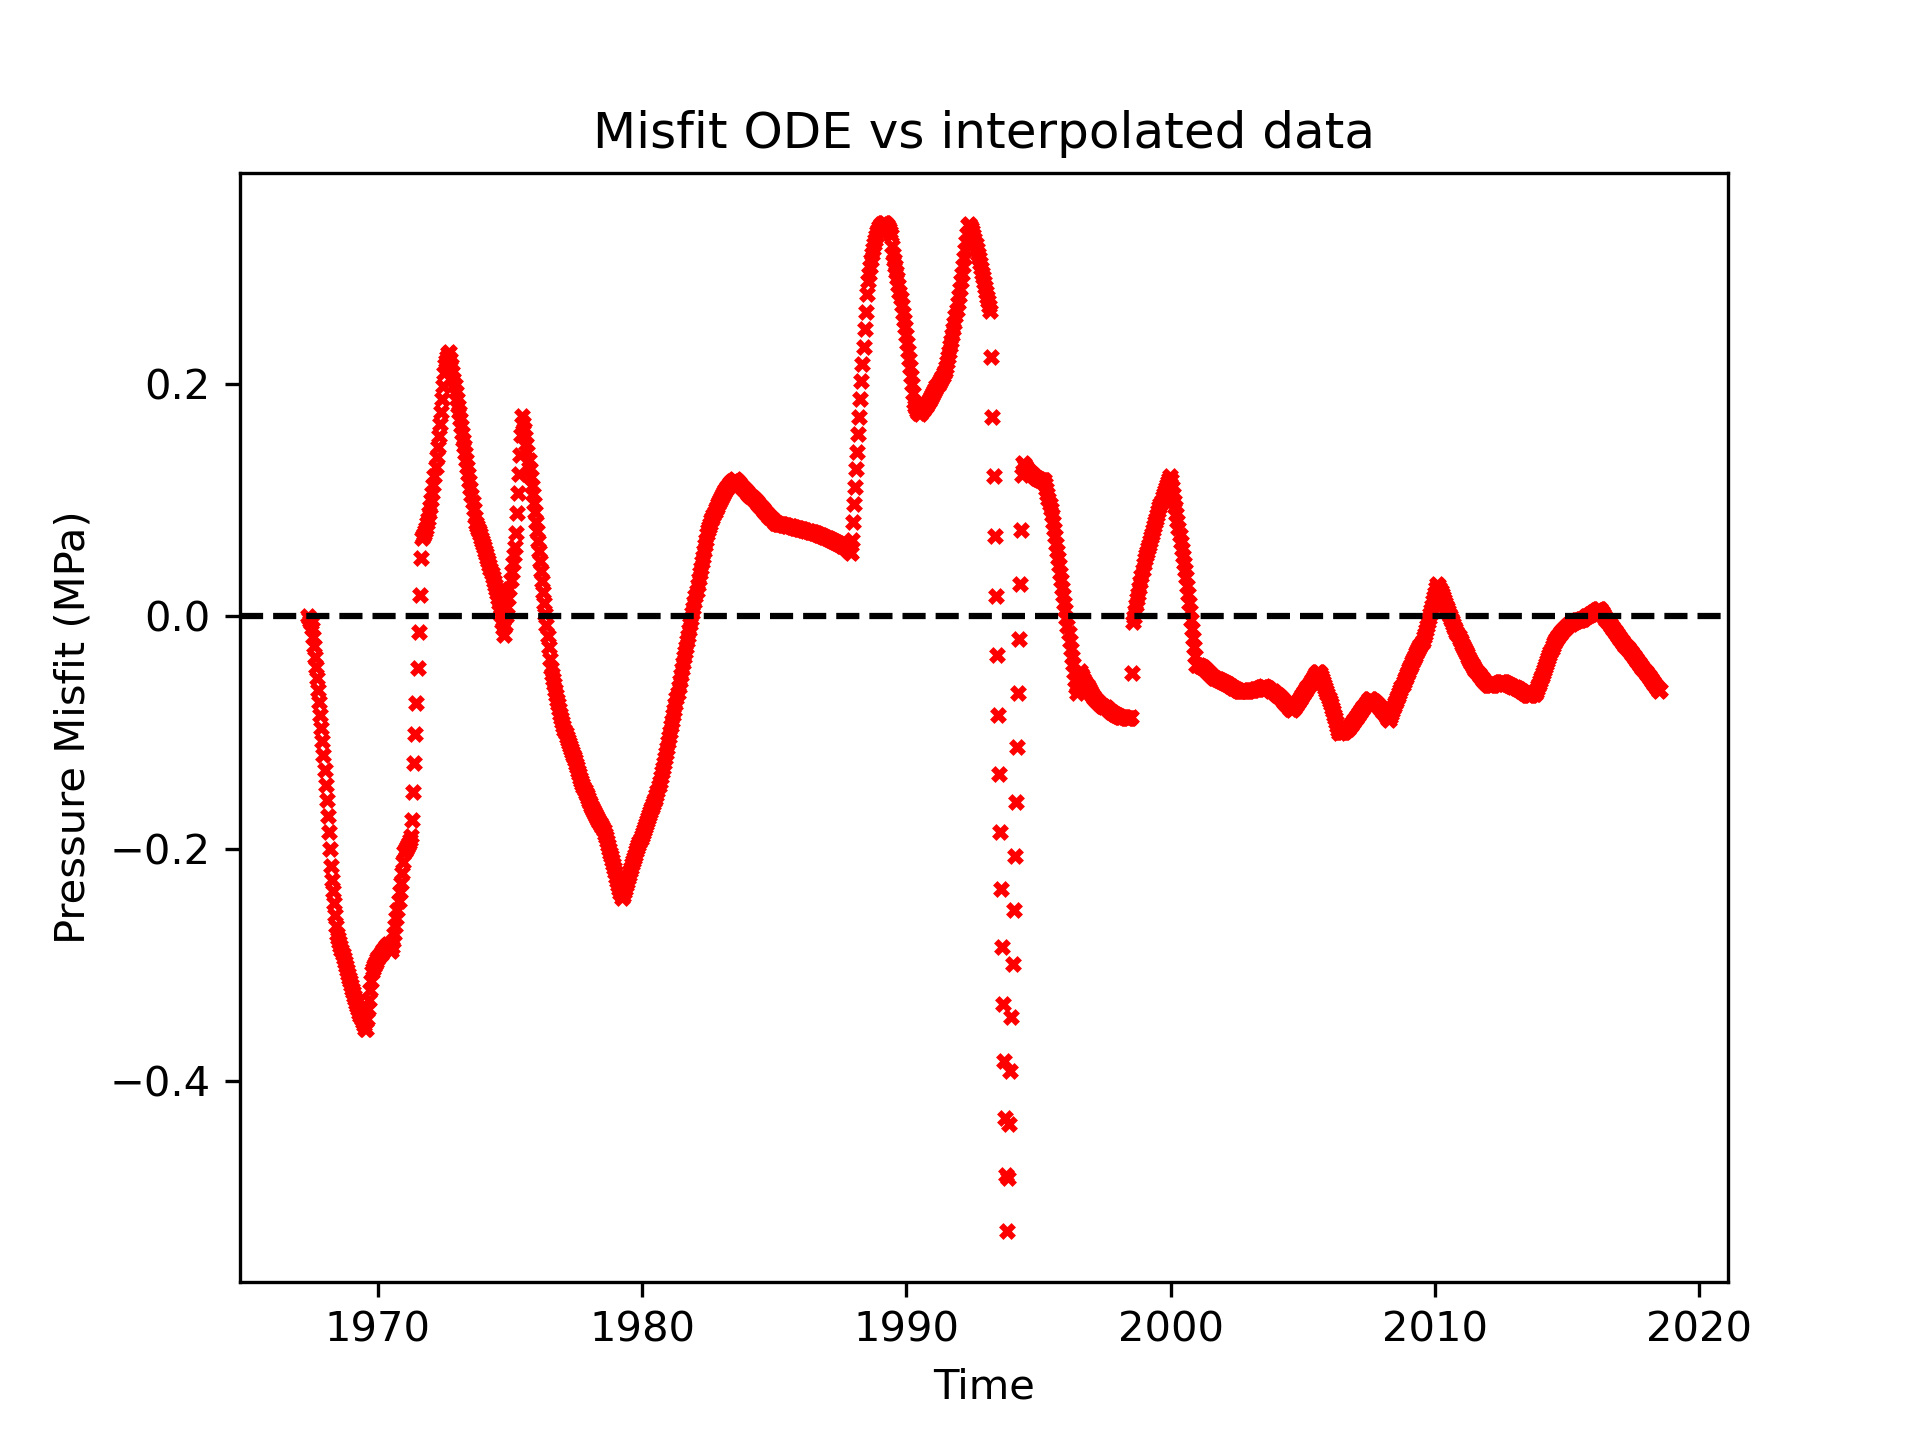 Misfit ODE vs interpolated data
Pressure Misfit (MPa)
0.2
0.0
−0.2
−0.4
1970 1980 1990 2000 2010 2020
Time